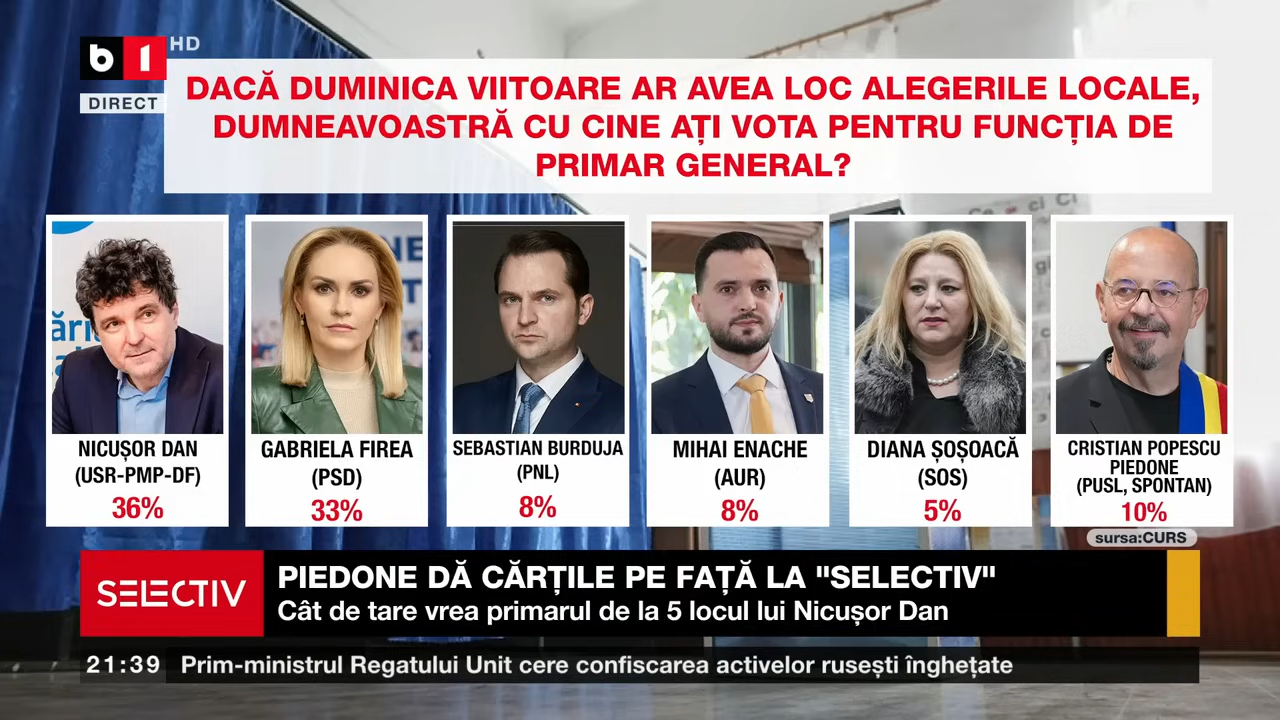 b1 HD
DIRECT
DACĂ DUMINICA VIITOARE AR AVEA LOC ALEGERILE LOCALE,
DUMNEAVOASTRĂ CU CINE AȚI VOTA PENTRU FUNCȚIA DE
PRIMAR GENERAL?
NICUȘOR DAN
(USR-PMP-DF)
36%
GABRIELA FIREA
(PSD)
33%
SEBASTIAN BURDUJA
(PNL)
8%
MIHAI ENACHE
(AUR)
8%
DIANA ȘOȘOACĂ
(SOS)
5%
CRISTIAN POPESCU
PIEDONE
(PUSL, SPONTAN)
10%
sursa:CURS
SELECTIV
PIEDONE DĂ CĂRȚILE PE FAȚĂ LA "SELECTIV"
Cât de tare vrea primarul de la 5 locul lui Nicușor Dan
21:39 Prim-ministrul Regatului Unit cere confiscarea activelor rusești înghețate